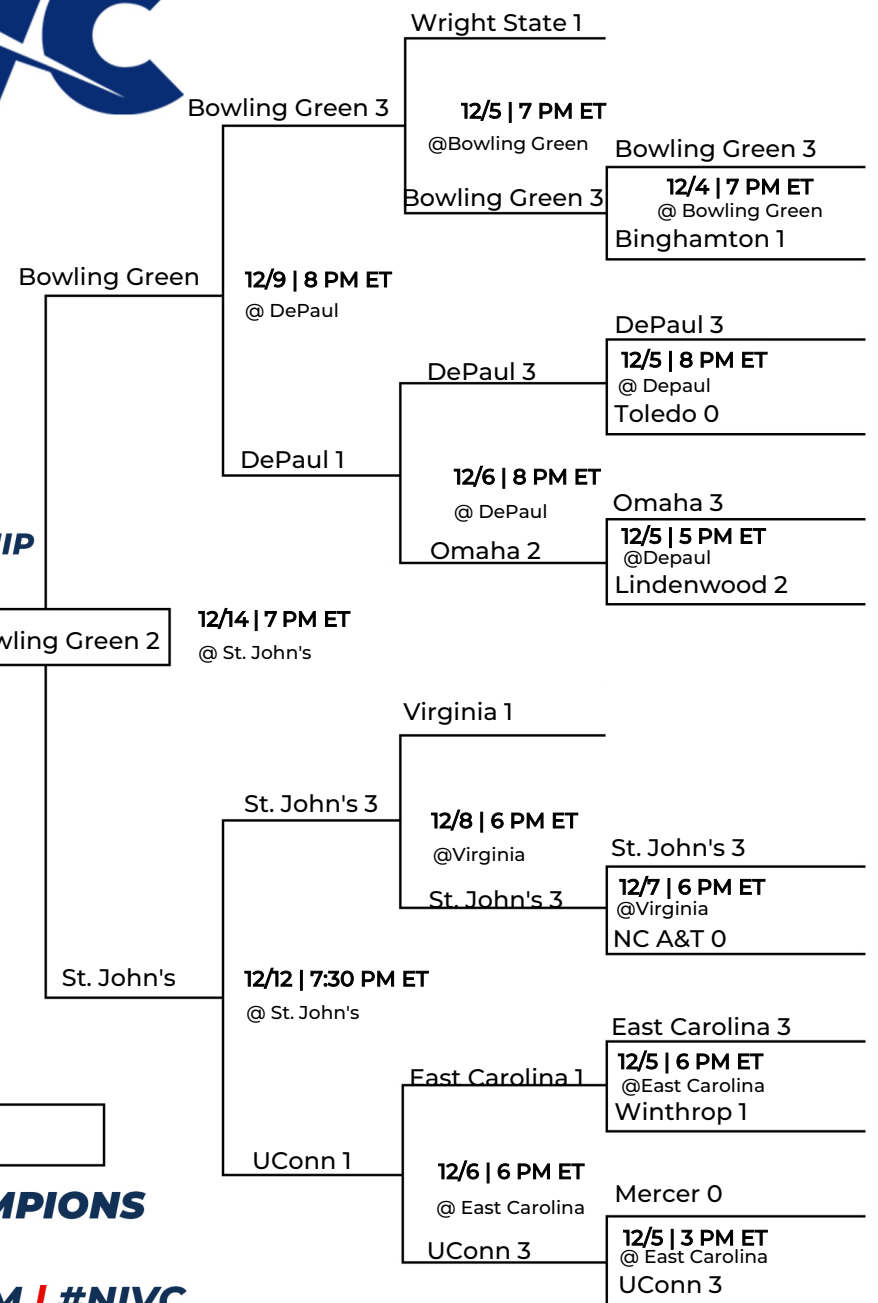 Wright State 1
Bowling Green 3
12/5 | 7 PM ET
@Bowling Green
Bowling Green 3
Bowling Green 3
12/4 | 7 PM ET
@ Bowling Green
Binghamton 1
Bowling Green
12/9 | 8 PM ET
@ DePaul
DePaul 3
12/5 | 8 PM ET
@ Depaul
Toledo 0
DePaul 3
DePaul 1
12/6 | 8 PM ET
@ DePaul
Omaha 3
12/5 | 5 PM ET
@Depaul
Lindenwood 2
Omaha 2
IP
wling Green 2
12/14 | 7 PM ET
@ St. John's
Virginia 1
St. John's 3
12/8 | 6 PM ET
@Virginia
St. John's 3
St. John's 3
12/7 | 6 PM ET
@Virginia
NC A&T 0
St. John's
12/12 | 7:30 PM ET
@ St. John's
East Carolina 3
12/5 | 6 PM ET
@East Carolina
Winthrop 1
East Carolina 1
UConn 1
12/6 | 6 PM ET
@ East Carolina
UConn 3
Mercer 0
12/5 | 3 PM ET
@ East Carolina
UConn 3
MPIONS
M | #NIVC